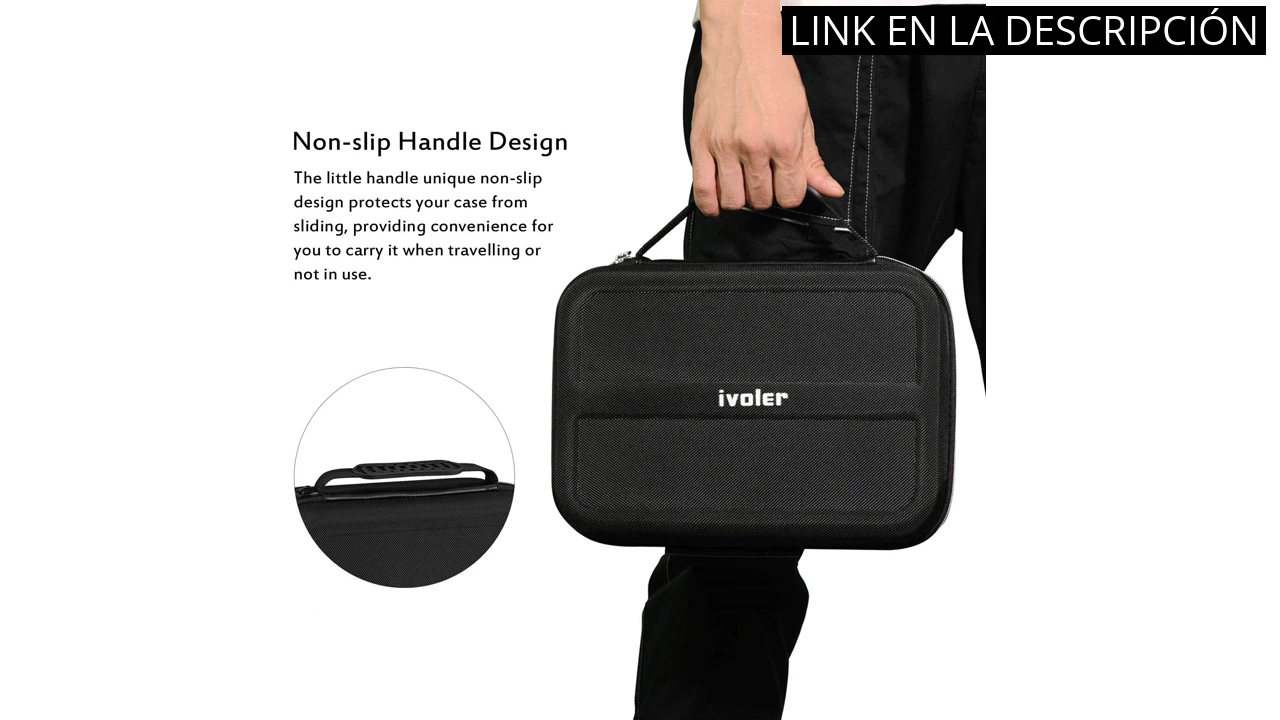 LINK EN LA DESCRIPCIÓN
Non-slip Handle Design
The little handle unique non-slip
design protects your case from
sliding, providing convenience for
you to carry it when travelling or
not in use.
ivoler